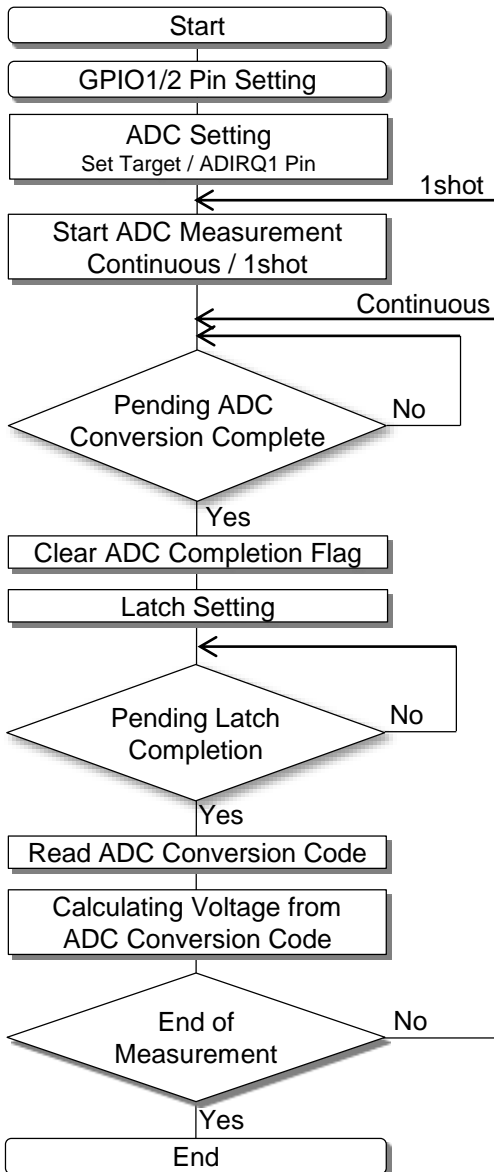 Start
GPIO1/2 Pin Setting
ADC Setting
Set Target / ADIRQ1 Pin
1shot
Start ADC Measurement
Continuous / 1shot
Continuous
Pending ADC
Conversion Complete
No
Yes
Clear ADC Completion Flag
Latch Setting
Pending Latch
Completion
No
Yes
Read ADC Conversion Code
Calculating Voltage from
ADC Conversion Code
End of
Measurement
No
Yes
End